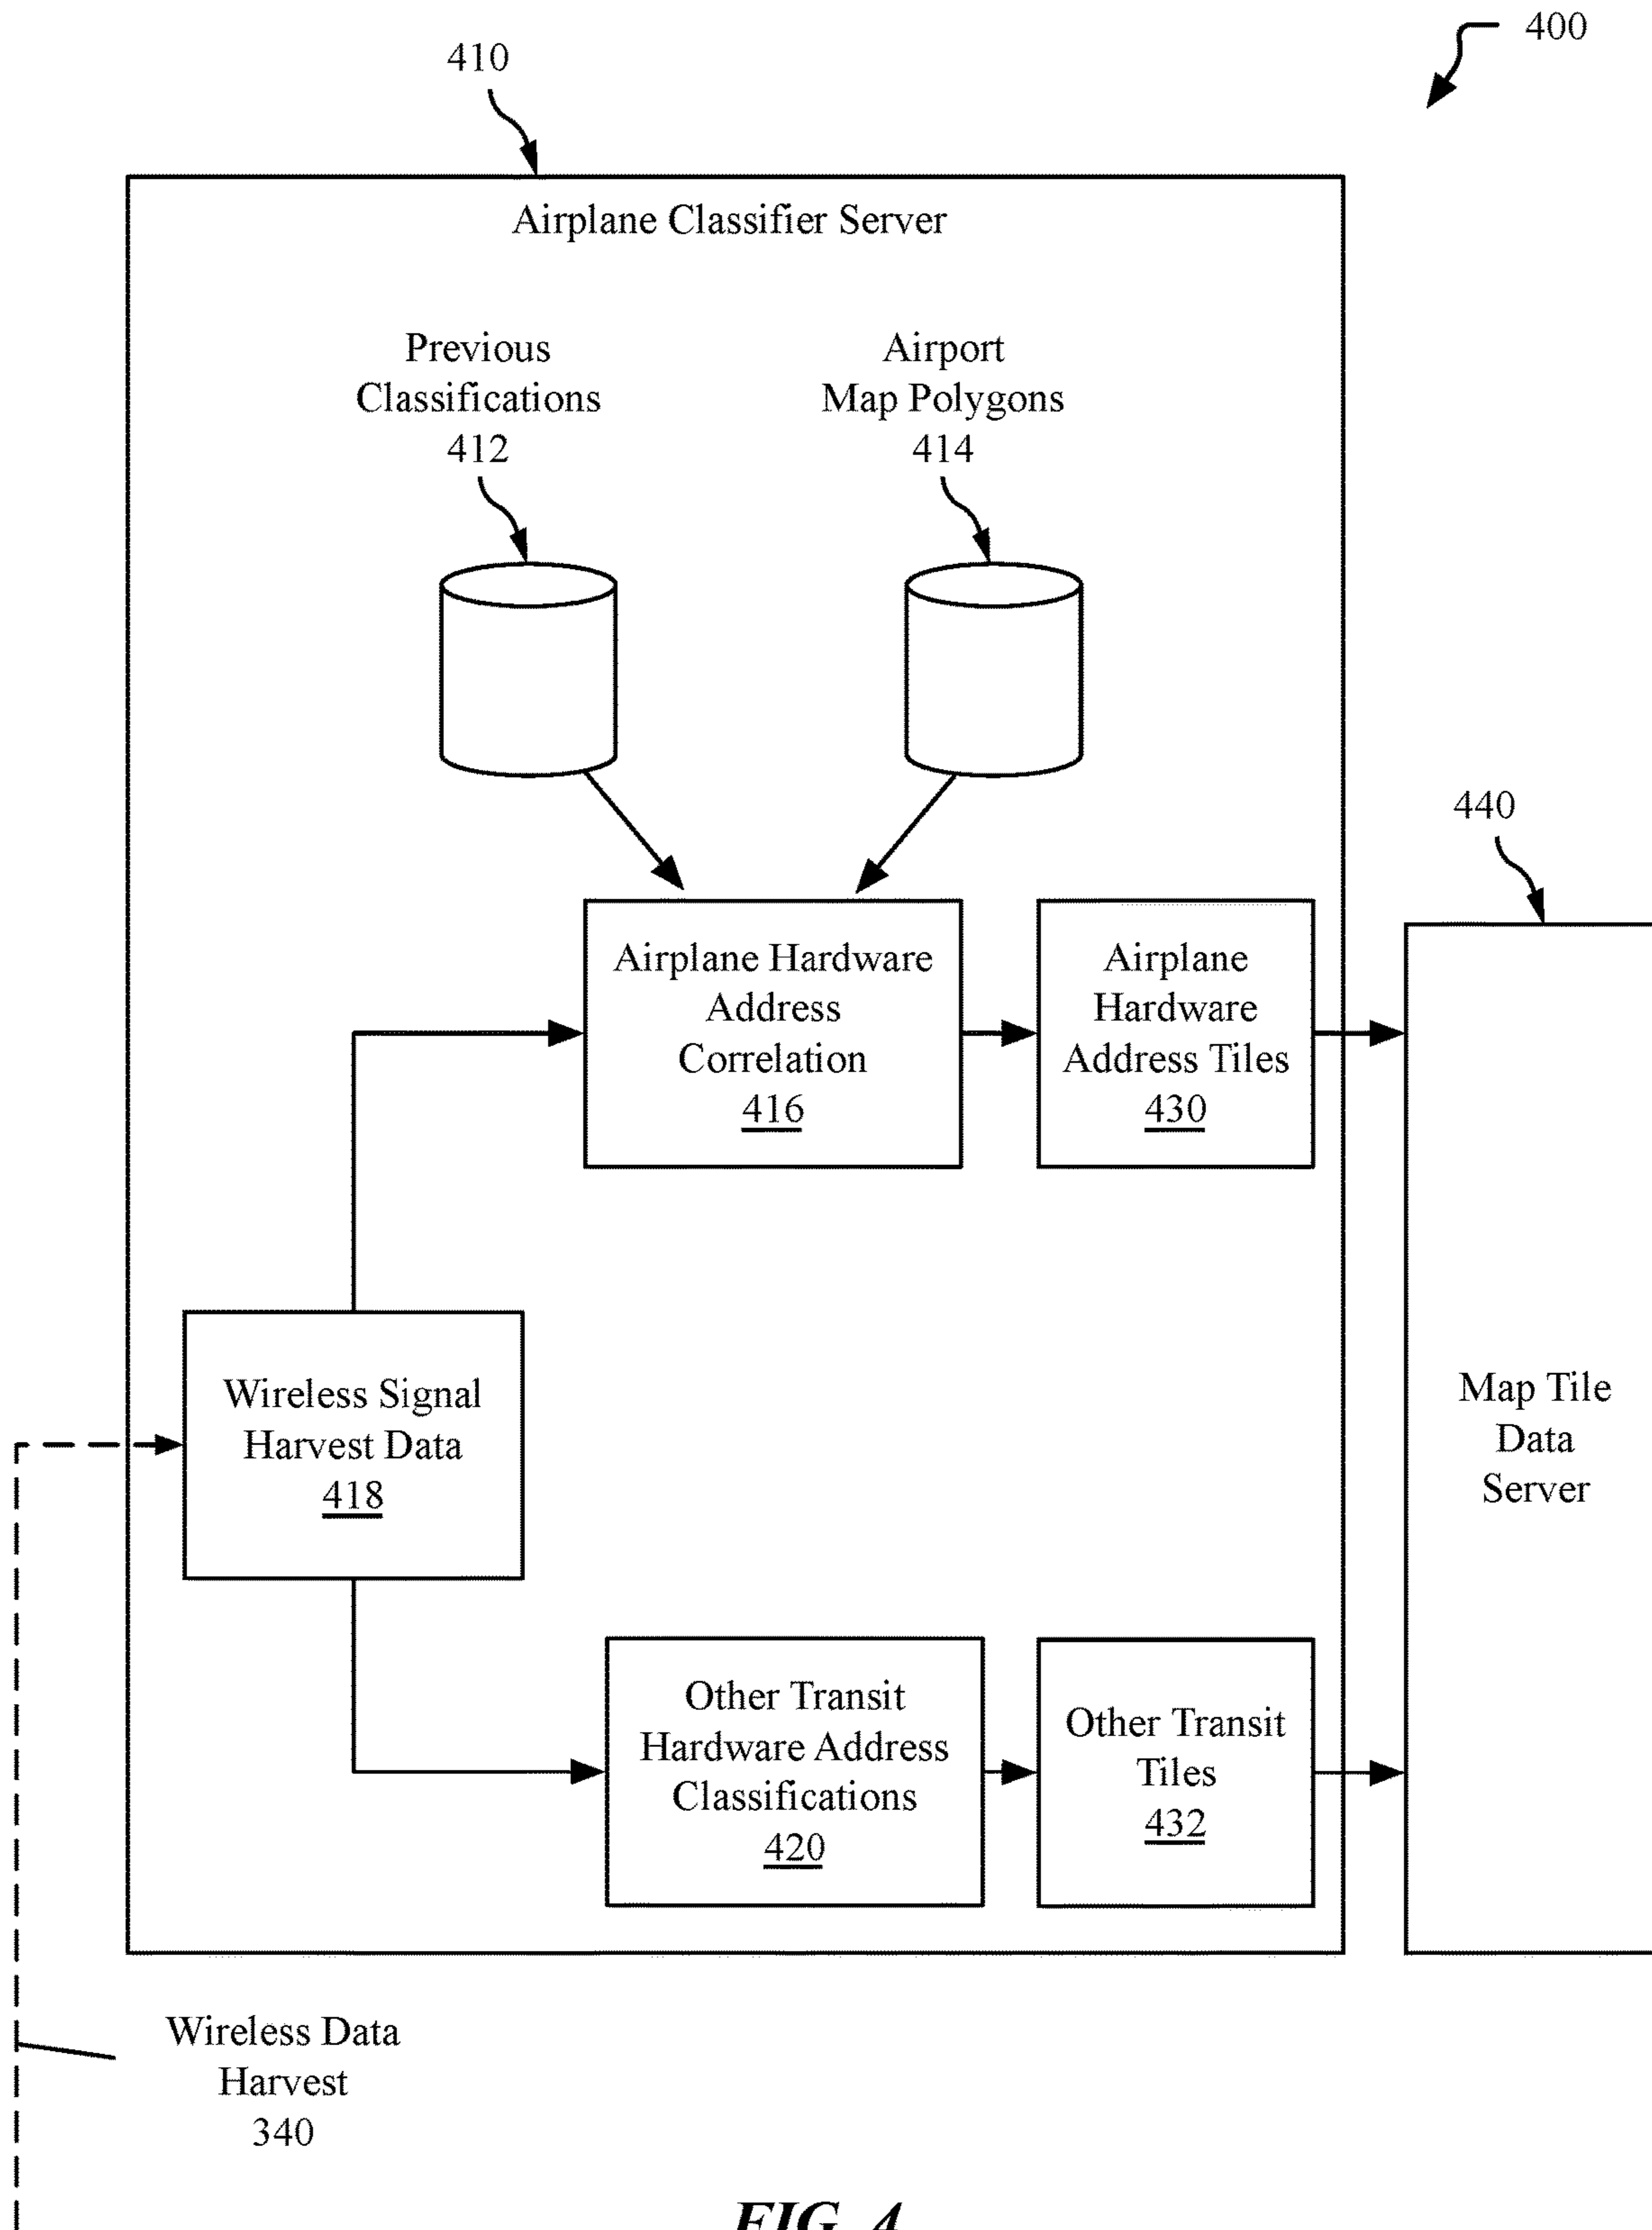 400
410
Airplane Classifier Server
Previous
Classifications
412
Airport
Map Polygons
414
440
Airplane Hardware
Address
Correlation
416
Airplane
Hardware
Address Tiles
430
Wireless Signal
Harvest Data
418
Map Tile
Data
Server
Other Transit
Hardware Address
Classifications
420
Other Transit
Tiles
432
Wireless Data
Harvest
340
FIG. 4